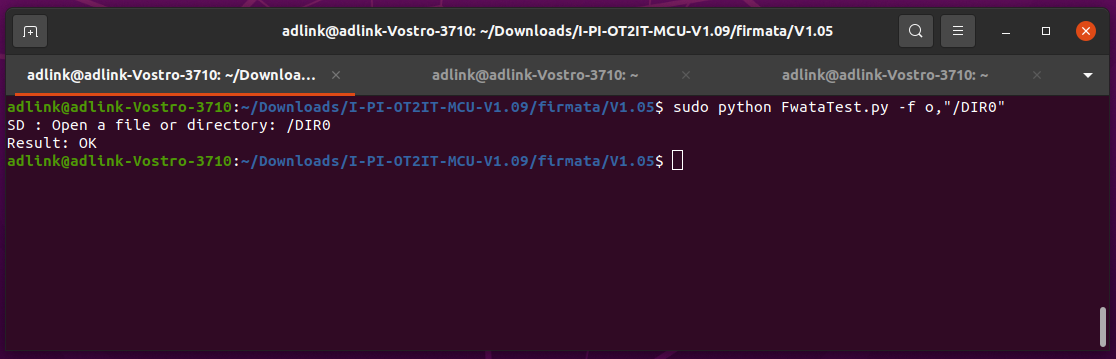 adlink@adlink-Vostro-3710: ~/Downloads/I-PI-OT2IT-MCU-V1.09/firmata/V1.05
adlink@adlink-Vostro-3710: ~/Downloa... × adlink@adlink-Vostro-3710: ~ × adlink@adlink-Vostro-3710: ~ ×
adlink@adlink-Vostro-3710:~/Downloads/I-PI-OT2IT-MCU-V1.09/firmata/V1.05$ sudo python FwataTest.py -f o,"/DIR0"
SD : Open a file or directory: /DIR0
Result: OK
adlink@adlink-Vostro-3710:~/Downloads/I-PI-OT2IT-MCU-V1.09/firmata/V1.05$